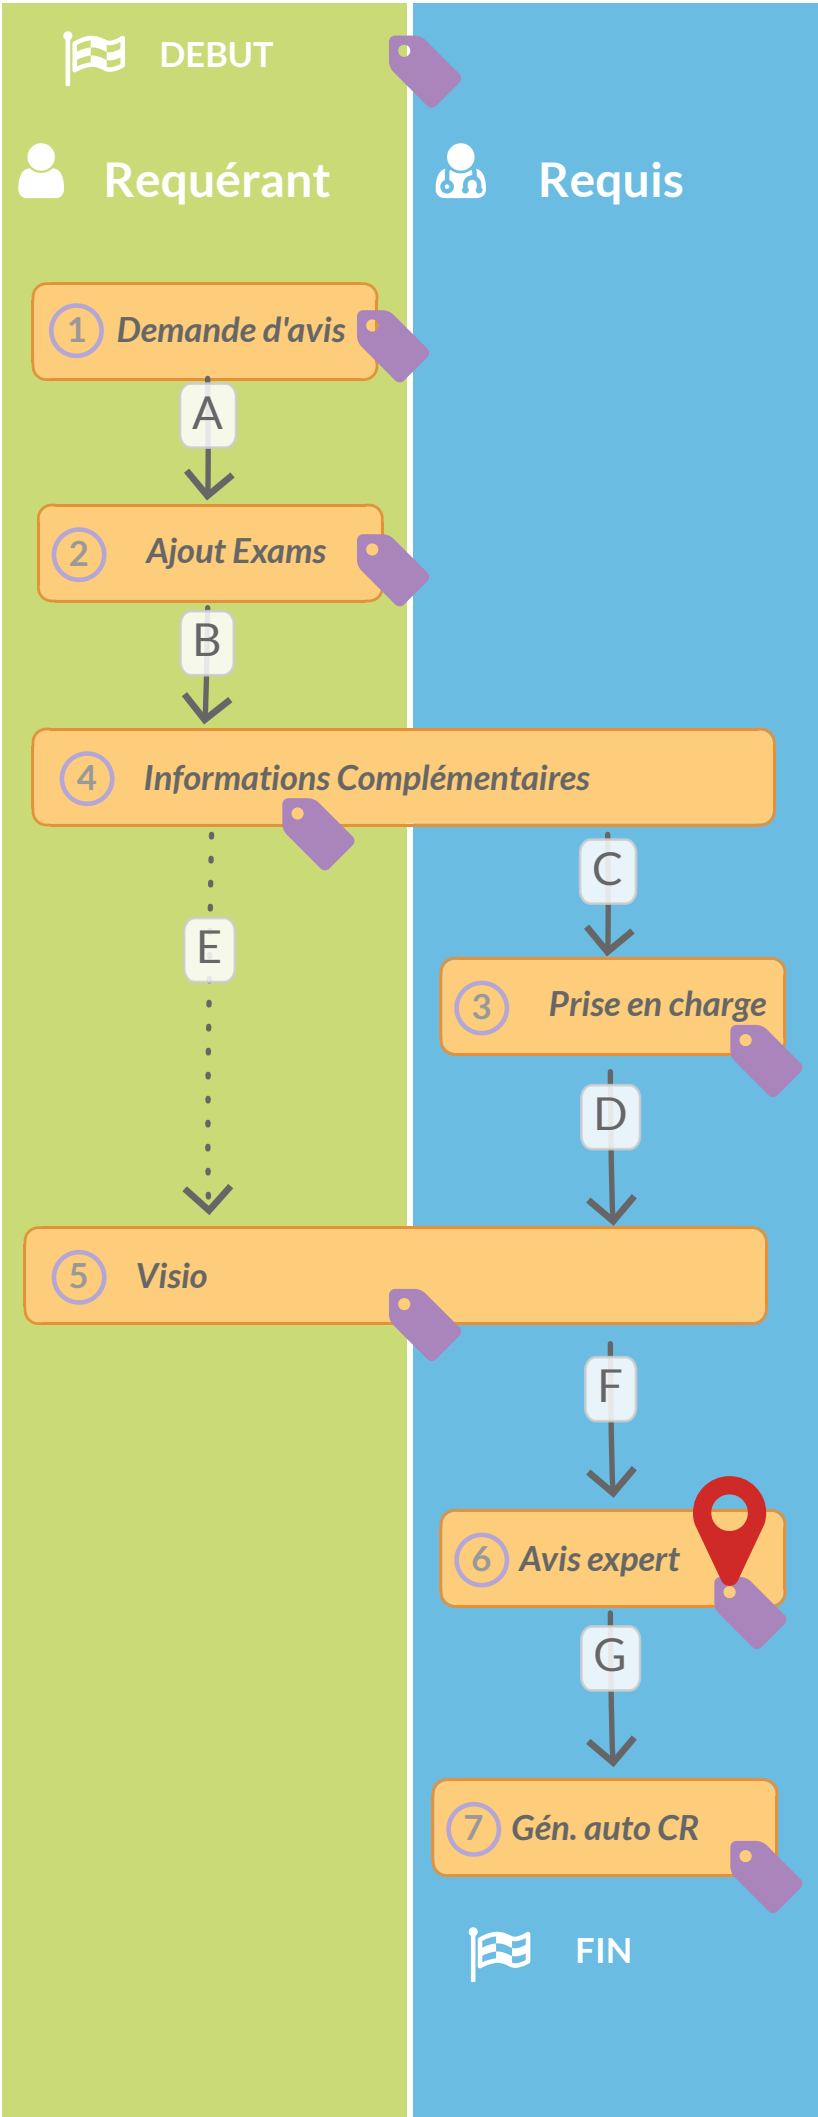 DEBUT
Requérant
Requis
1 Demande d'avis
A
2 Ajout Exams
B
4 Informations Complémentaires
C
E
3 Prise en charge
D
5 Visio
F
6 Avis expert
G
7 Gén. auto CR
FIN